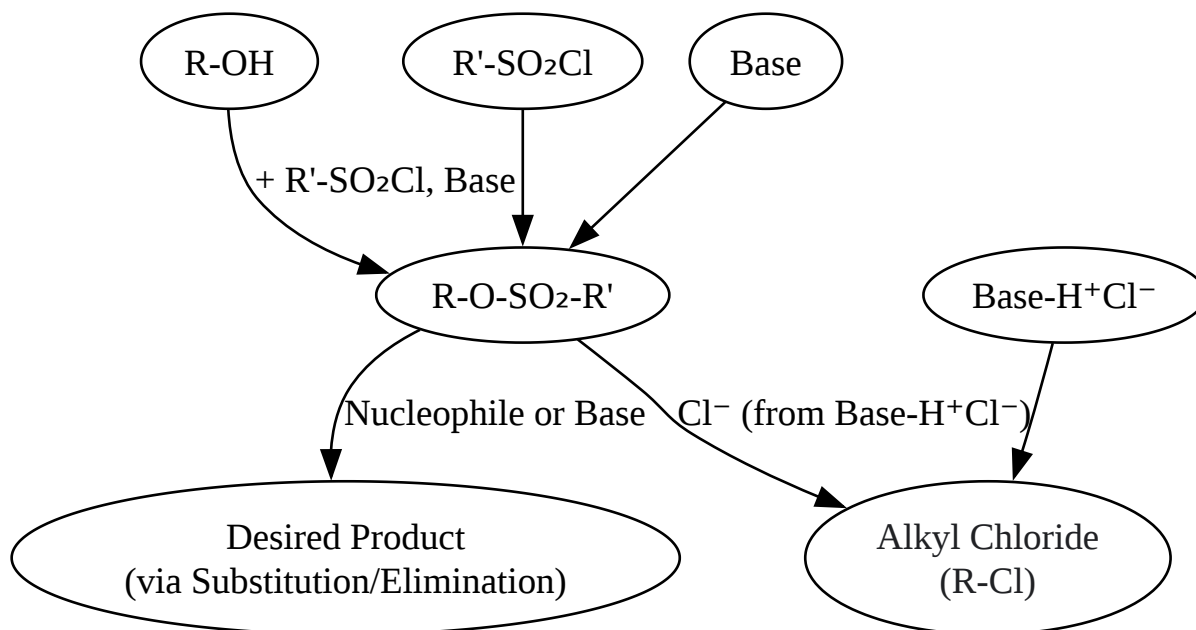 R-OH
R'-SO₂Cl
Base
+ R'-SO₂Cl, Base
R-O-SO₂-R'
Base-H⁺Cl⁻
Nucleophile or Base
Cl⁻ (from Base-H⁺Cl⁻)
Desired Product
(via Substitution/Elimination)
Alkyl Chloride
(R-Cl)